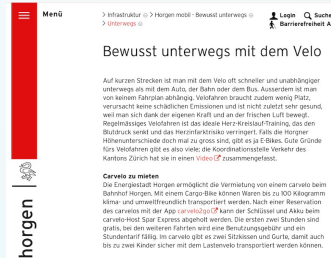 Menü
> Infrastruktur > Horgen mobil - Bewusst unterwegs
> Unterwegs
Login Suche
Barrierefreiheit A
Bewusst unterwegs mit dem Velo
Auf kurzen Strecken ist man mit dem Velo oft schneller und unabhängiger
unterwegs als mit dem Auto, der Bahn oder dem Bus. Ausserdem ist man
von keinem Fahrplan abhängig. Velofahren braucht zudem wenig Platz,
verursacht keine schädlichen Emissionen und ist nicht zuletzt sehr gesund,
weil man sich dank der eigenen Kraft und an der frischen Luft bewegt.
Regelmässiges Velofahren ist das ideale Herz-Kreislauf-Training, das den
Blutdruck senkt und das Herzinfarktrisiko verringert. Falls die Horgner
Höhenunterschiede doch mal zu gross sind, gibt es ja E-Bikes. Gute Gründe
fürs Velofahren gibt es also viele; die Koordinationsstelle Veloverkehr des
Kantons Zürich hat sie in einem Video zusammengefasst.
Carvelo zu mieten
Die Energiestadt Horgen ermöglicht die Vermietung von einem carvelo beim
Bahnhof Horgen. Mit einem Cargo-Bike können Waren bis zu 100 Kilogramm
klima- und umweltfreundlich transportiert werden. Nach einer Reservation
des carvelos mit der App carvelo2go kann der Schlüssel und Akku beim
carvelo-Host Spar Express abgeholt werden. Die ersten zwei Stunden sind
gratis, bei den weiteren Fahrten wird eine Benutzungsgebühr und ein
Stundentarif fällig. Im carvelo gibt es zwei Sitzkissen und Gurte, damit auch
bis zu zwei Kinder sicher mit dem Lastenvelo transportiert werden können.
horgen